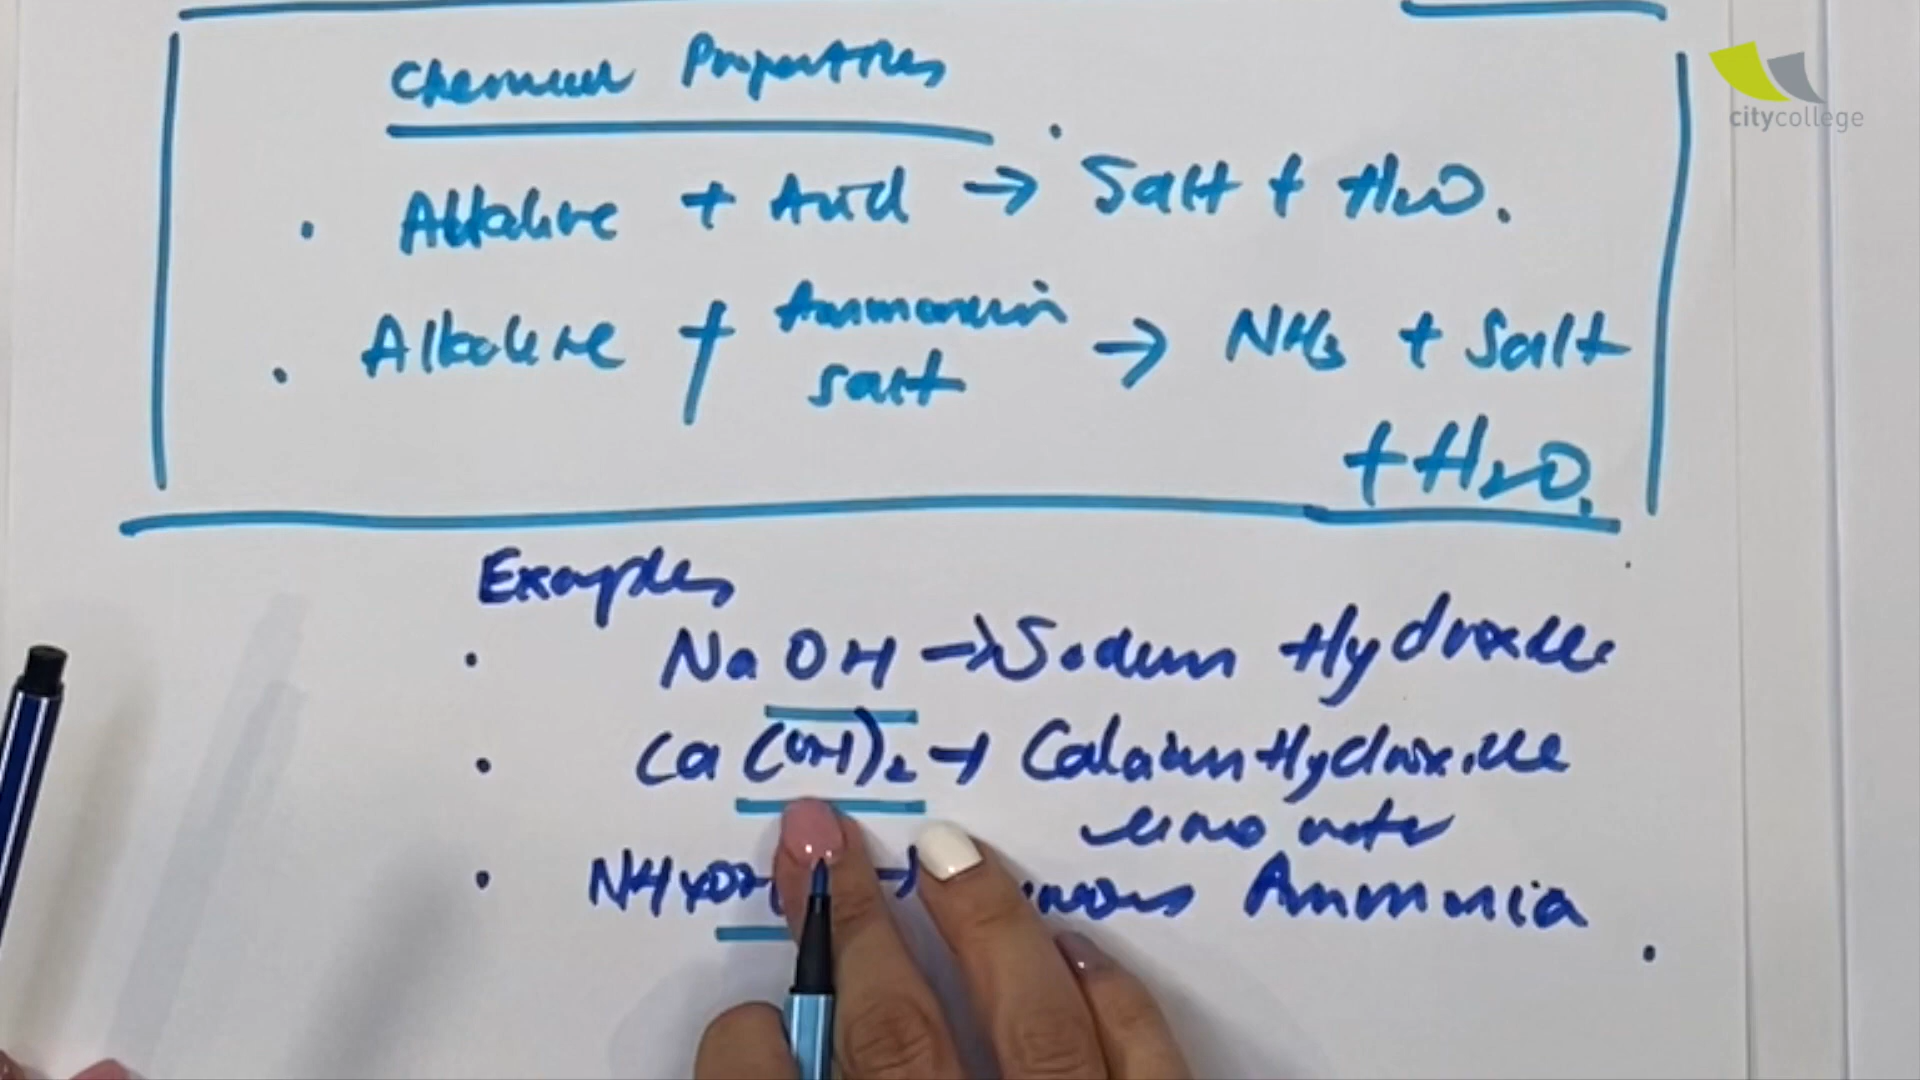 Chemical Properties
citycollege
• Alkaline + Acid → Salt + H2O.
• Alkaline + Ammonium salt → NH3 + Salt
+ H2O.
Examples
• NaOH → Sodium Hydroxide
• Ca(OH)2 → Calcium Hydroxide
lime water
• NH4OH → Ammonia